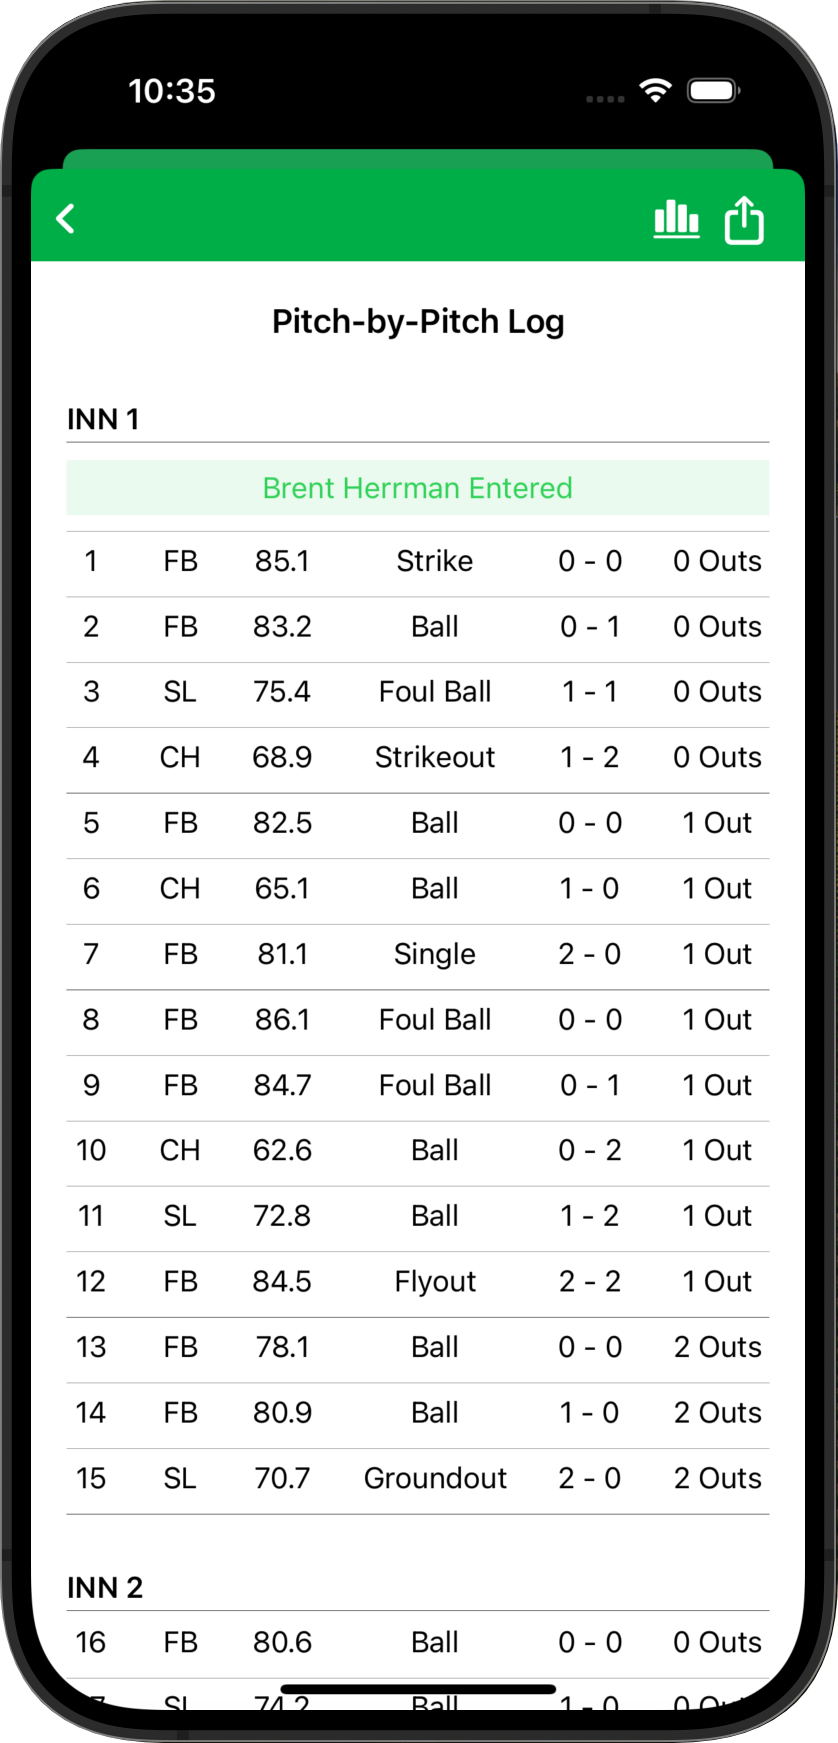 10:35
Pitch-by-Pitch Log
INN 1
Brent Herrman Entered
1 FB 85.1 Strike 0 - 0 0 Outs
2 FB 83.2 Ball 0 - 1 0 Outs
3 SL 75.4 Foul Ball 1 - 1 0 Outs
4 CH 68.9 Strikeout 1 - 2 0 Outs
5 FB 82.5 Ball 0 - 0 1 Out
6 CH 65.1 Ball 1 - 0 1 Out
7 FB 81.1 Single 2 - 0 1 Out
8 FB 86.1 Foul Ball 0 - 0 1 Out
9 FB 84.7 Foul Ball 0 - 1 1 Out
10 CH 62.6 Ball 0 - 2 1 Out
11 SL 72.8 Ball 1 - 2 1 Out
12 FB 84.5 Flyout 2 - 2 1 Out
13 FB 78.1 Ball 0 - 0 2 Outs
14 FB 80.9 Ball 1 - 0 2 Outs
15 SL 70.7 Groundout 2 - 0 2 Outs
INN 2
16 FB 80.6 Ball 0 - 0 0 Outs
SL 74.2 Ball 1 - 0